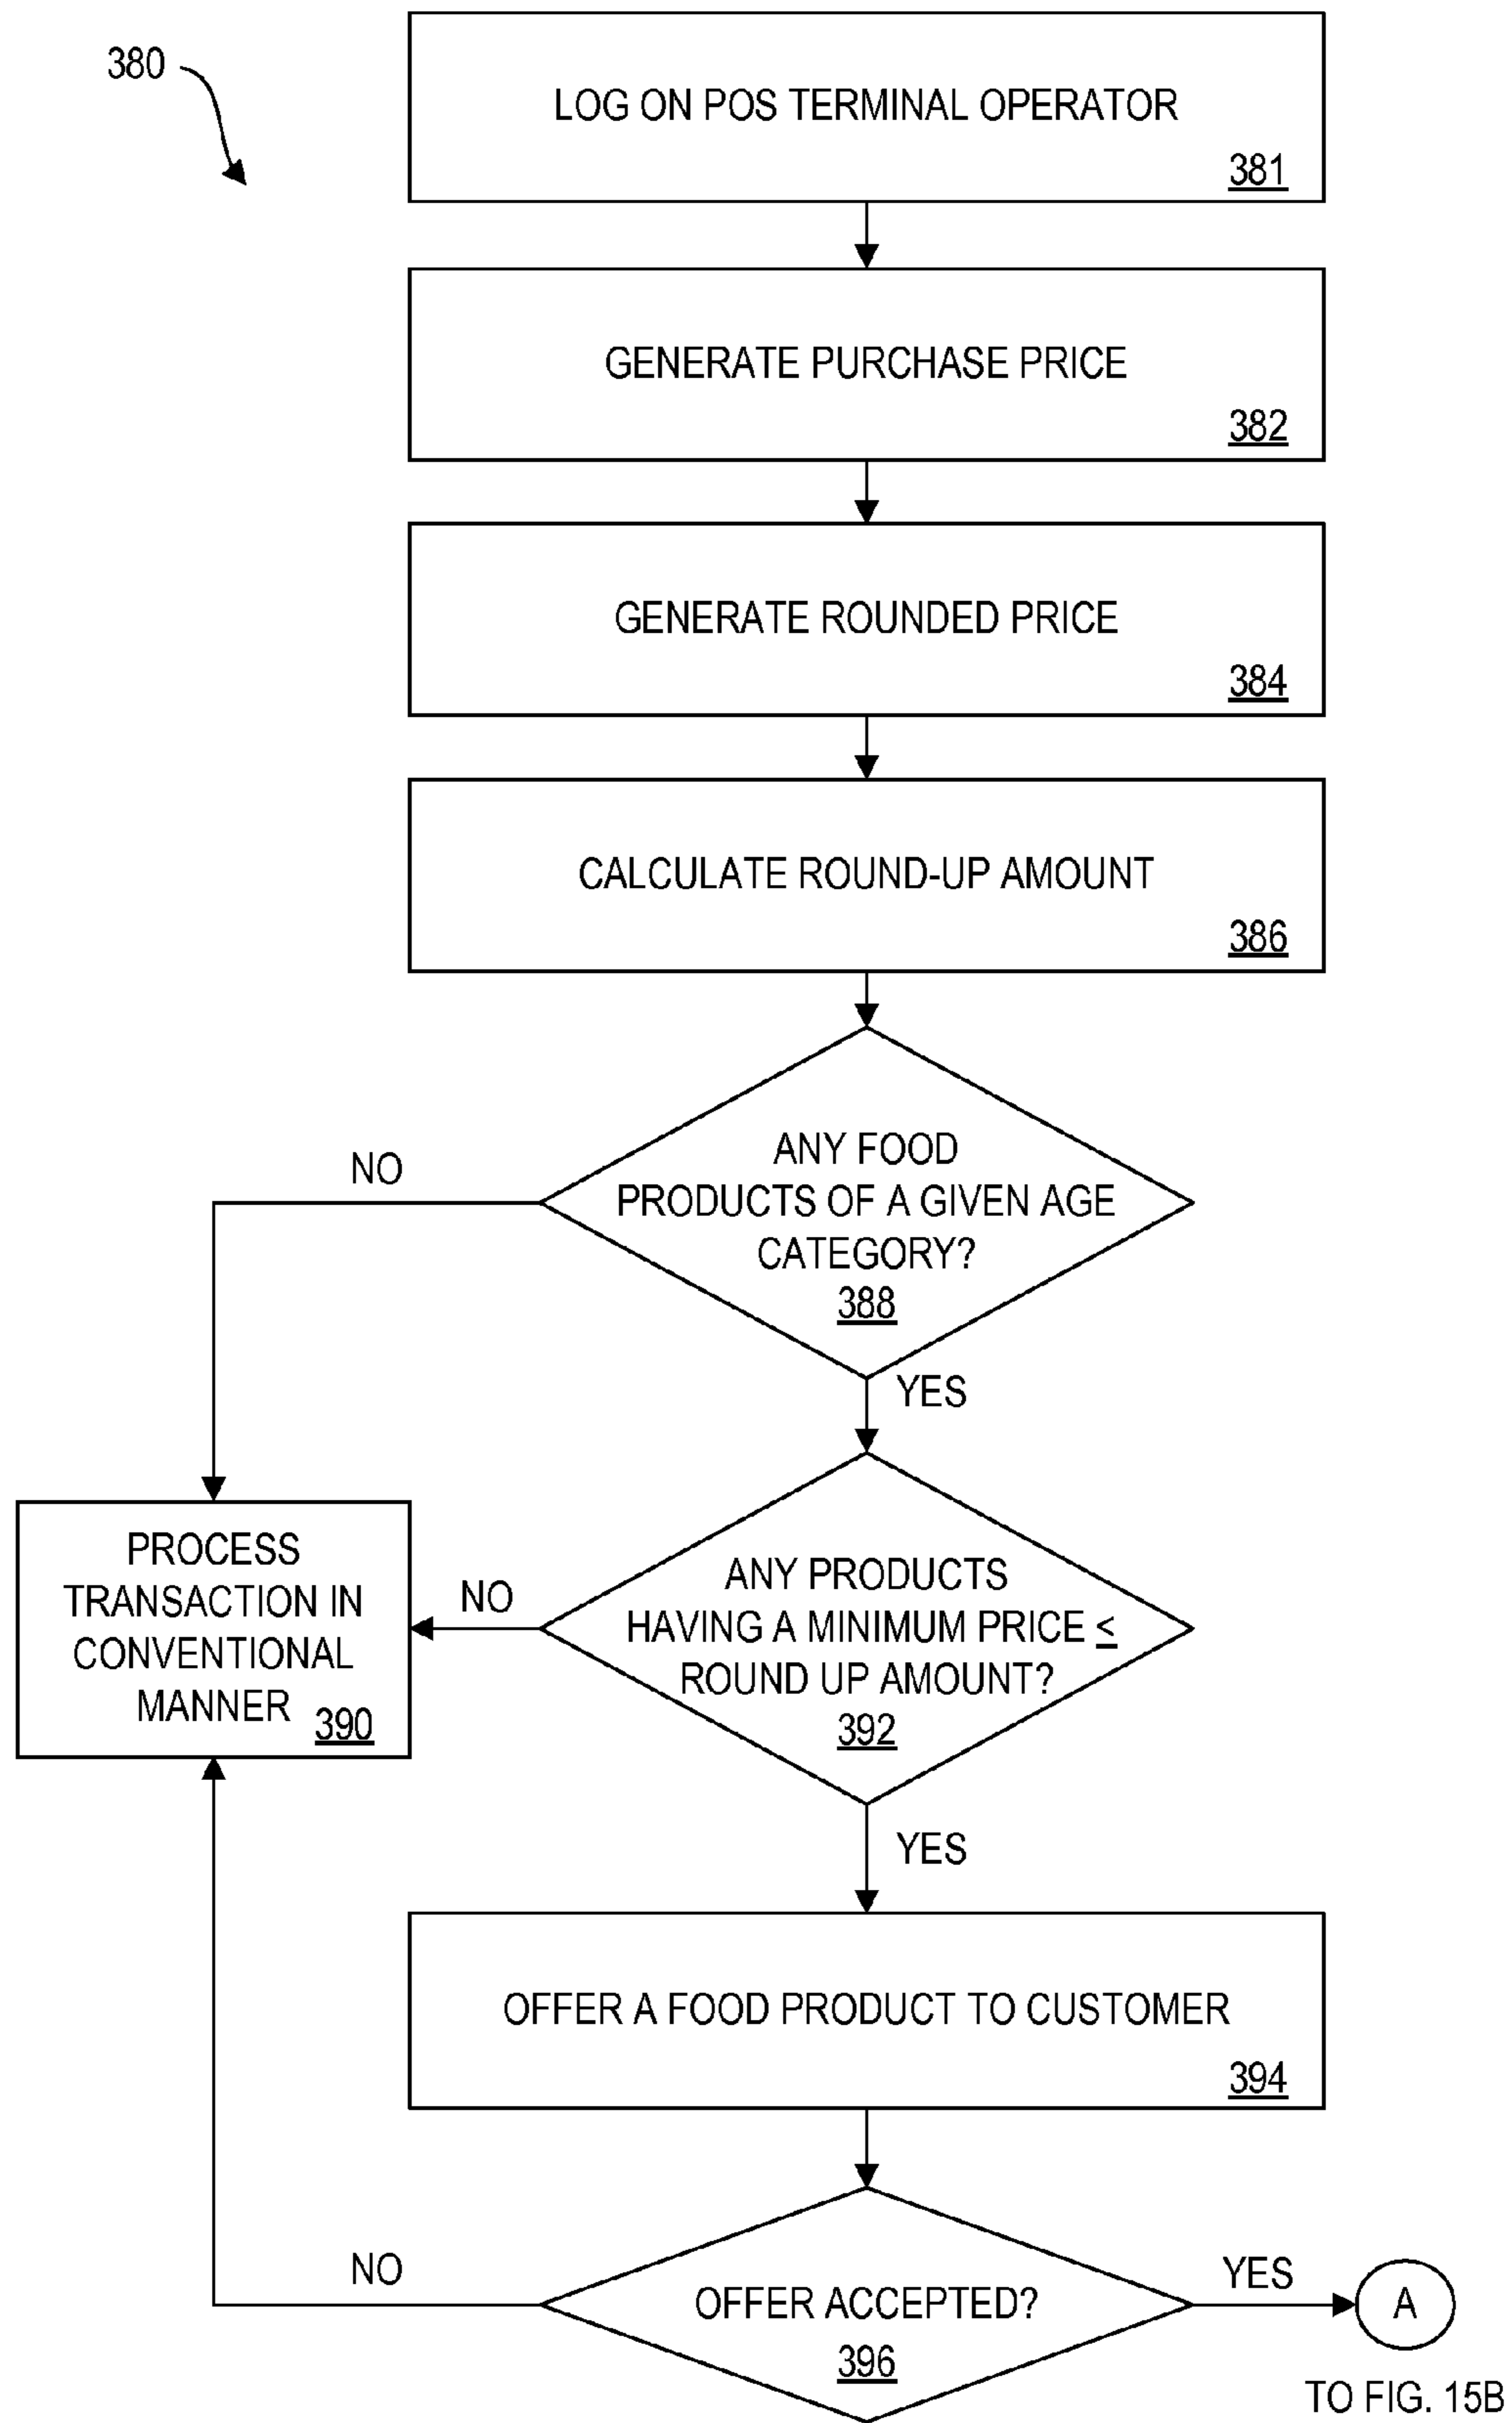 380
LOG ON POS TERMINAL OPERATOR
381
GENERATE PURCHASE PRICE
382
GENERATE ROUNDED PRICE
384
CALCULATE ROUND-UP AMOUNT
386
ANY FOOD
PRODUCTS OF A GIVEN AGE
CATEGORY?
388
NO
YES
PROCESS
TRANSACTION IN
CONVENTIONAL
MANNER
390
NO
ANY PRODUCTS
HAVING A MINIMUM PRICE ≤
ROUND UP AMOUNT?
392
YES
OFFER A FOOD PRODUCT TO CUSTOMER
394
NO
OFFER ACCEPTED?
396
YES
A
TO FIG. 15B